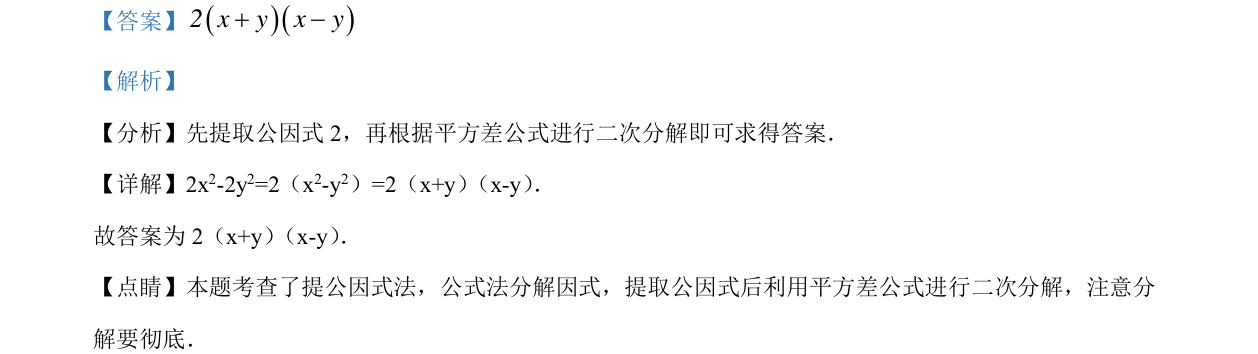 【答案】2(x+y)(x−y)
【解析】
【分析】先提取公因式 2，再根据平方差公式进行二次分解即可求得答案．
【详解】2x²-2y²=2（x²-y²）=2（x+y）（x-y）．
故答案为 2（x+y）（x-y）．
【点睛】本题考查了提公因式法，公式法分解因式，提取公因式后利用平方差公式进行二次分解，注意分
解要彻底．